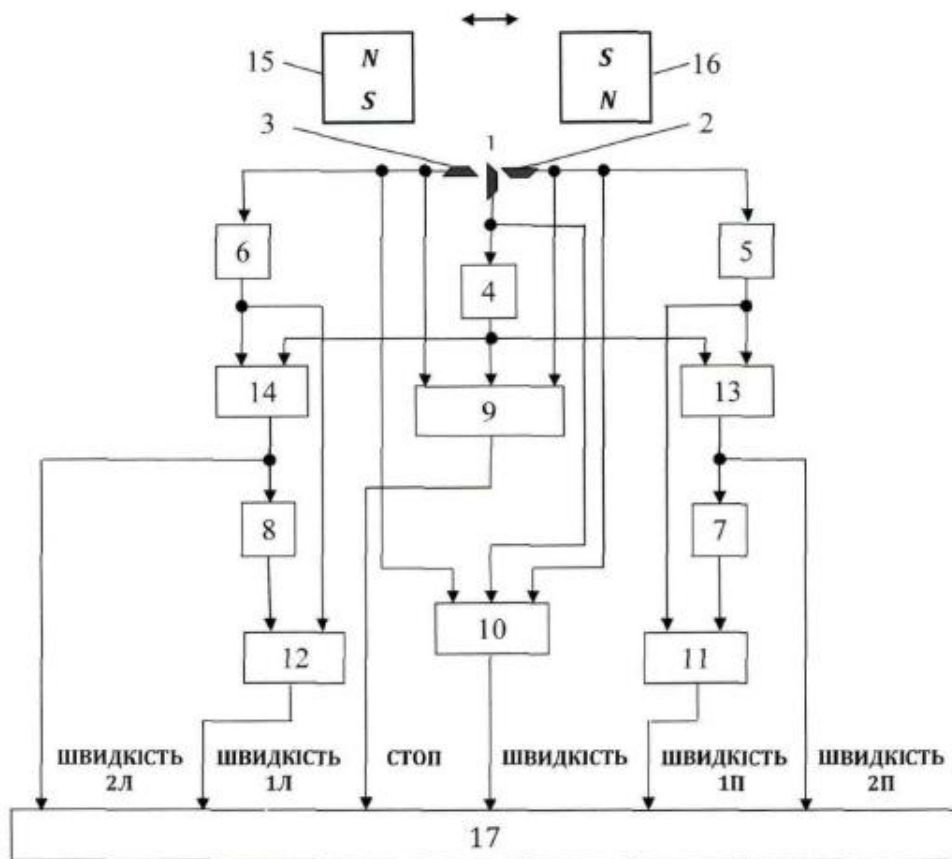 15
N
S
S
N
16
3
1
2
6
5
4
14
9
13
8
7
10
12
11
ШВИДКІСТЬ
2Л
ШВИДКІСТЬ
1Л
СТОП
ШВИДКІСТЬ
ШВИДКІСТЬ
1П
ШВИДКІСТЬ
2П
17